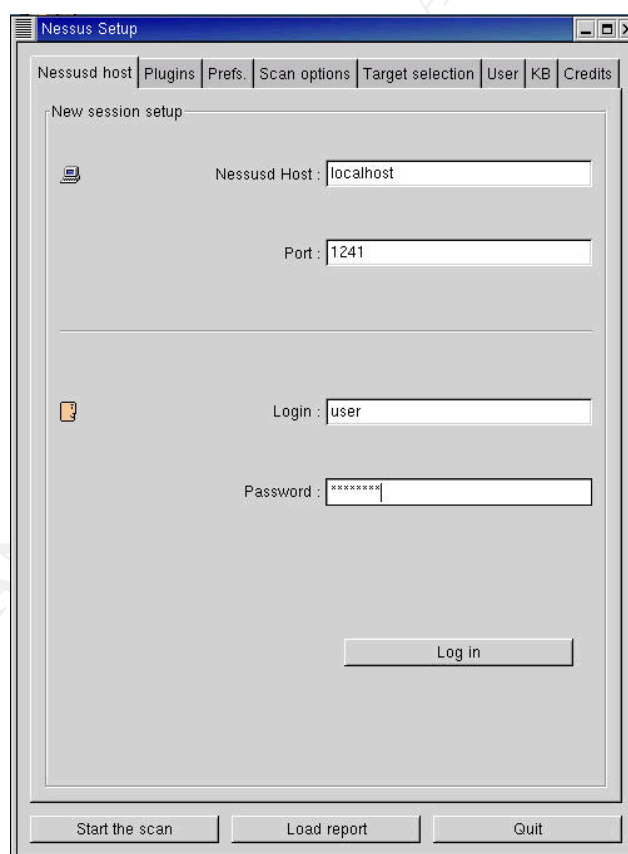 Nessus Setup
Nessusd host Plugins Prefs. Scan options Target selection User KB Credits
New session setup
Nessusd Host : localhost
Port : 1241
Login : user
Password : ********
Log in
Start the scan Load report Quit